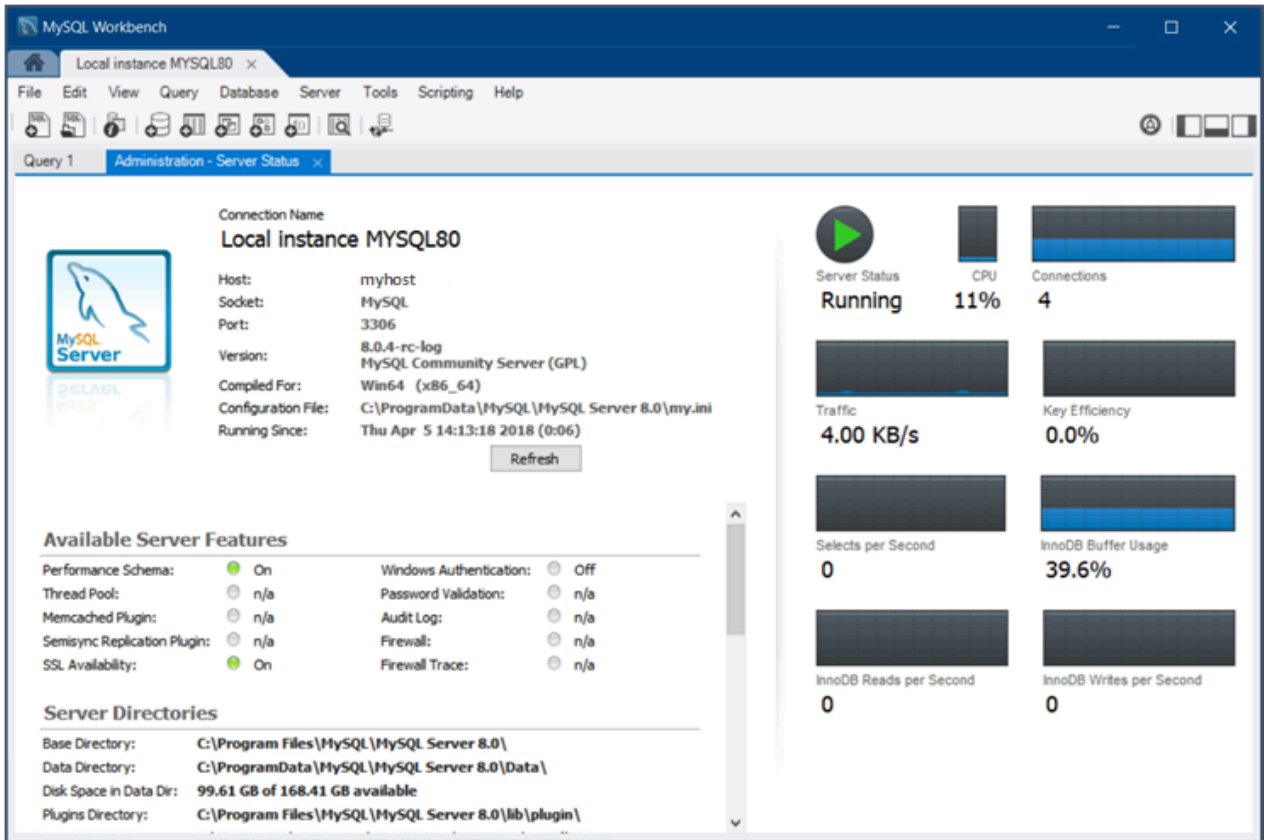 MySQL Workbench
Local instance MYSQL80 ×
File Edit View Query Database Server Tools Scripting Help
Query 1 Administration - Server Status ×
Connection Name
Local instance MYSQL80
Host: myhost
Socket: MySQL
Port: 3306
Version: 8.0.4-rc-log
MySQL Community Server (GPL)
Compiled For: Win64 (x86_64)
Configuration File: C:\ProgramData\MySQL\MySQL Server 8.0\my.ini
Running Since: Thu Apr 5 14:13:18 2018 (0:06)
Refresh
MySQL
Server
Available Server Features
Performance Schema: On Windows Authentication: Off
Thread Pool: n/a Password Validation: n/a
Memcached Plugin: n/a Audit Log: n/a
Semisync Replication Plugin: n/a Firewall: n/a
SSL Availability: On Firewall Trace: n/a
Server Directories
Base Directory: C:\Program Files\MySQL\MySQL Server 8.0\
Data Directory: C:\ProgramData\MySQL\MySQL Server 8.0\Data\
Disk Space in Data Dir: 99.61 GB of 168.41 GB available
Plugins Directory: C:\Program Files\MySQL\MySQL Server 8.0\lib\plugin\
Server Status CPU Connections
Running 11% 4
Traffic Key Efficiency
4.00 KB/s 0.0%
Selects per Second InnoDB Buffer Usage
0 39.6%
InnoDB Reads per Second InnoDB Writes per Second
0 0